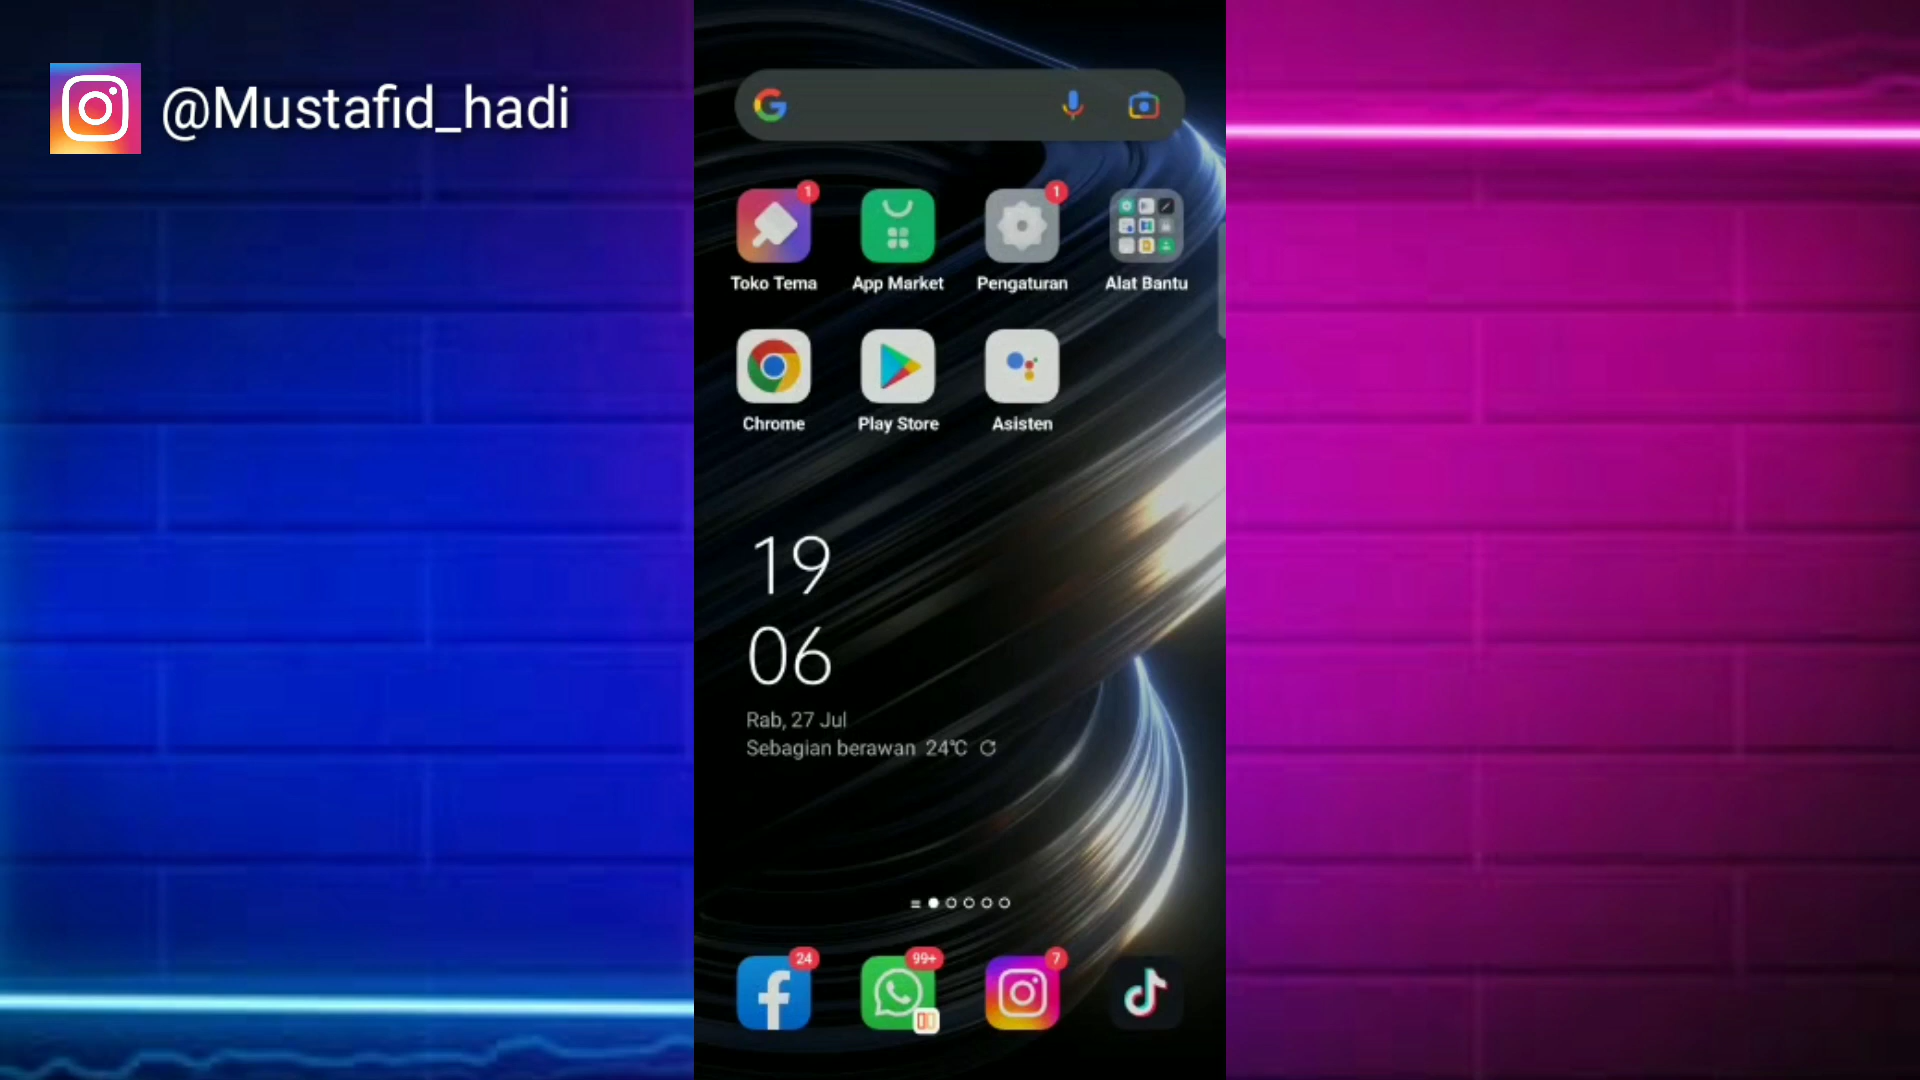 @Mustafid_hadi
1
1
Toko Tema
App Market
Pengaturan
Alat Bantu
Chrome
Play Store
Asisten
19
06
Rab, 27 Jul
Sebagian berawan 24°C
24
99+
7